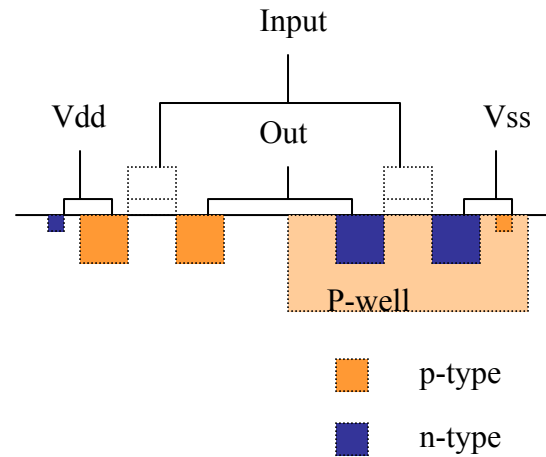 Input
Vdd
Out
Vss
P-well
p-type
n-type